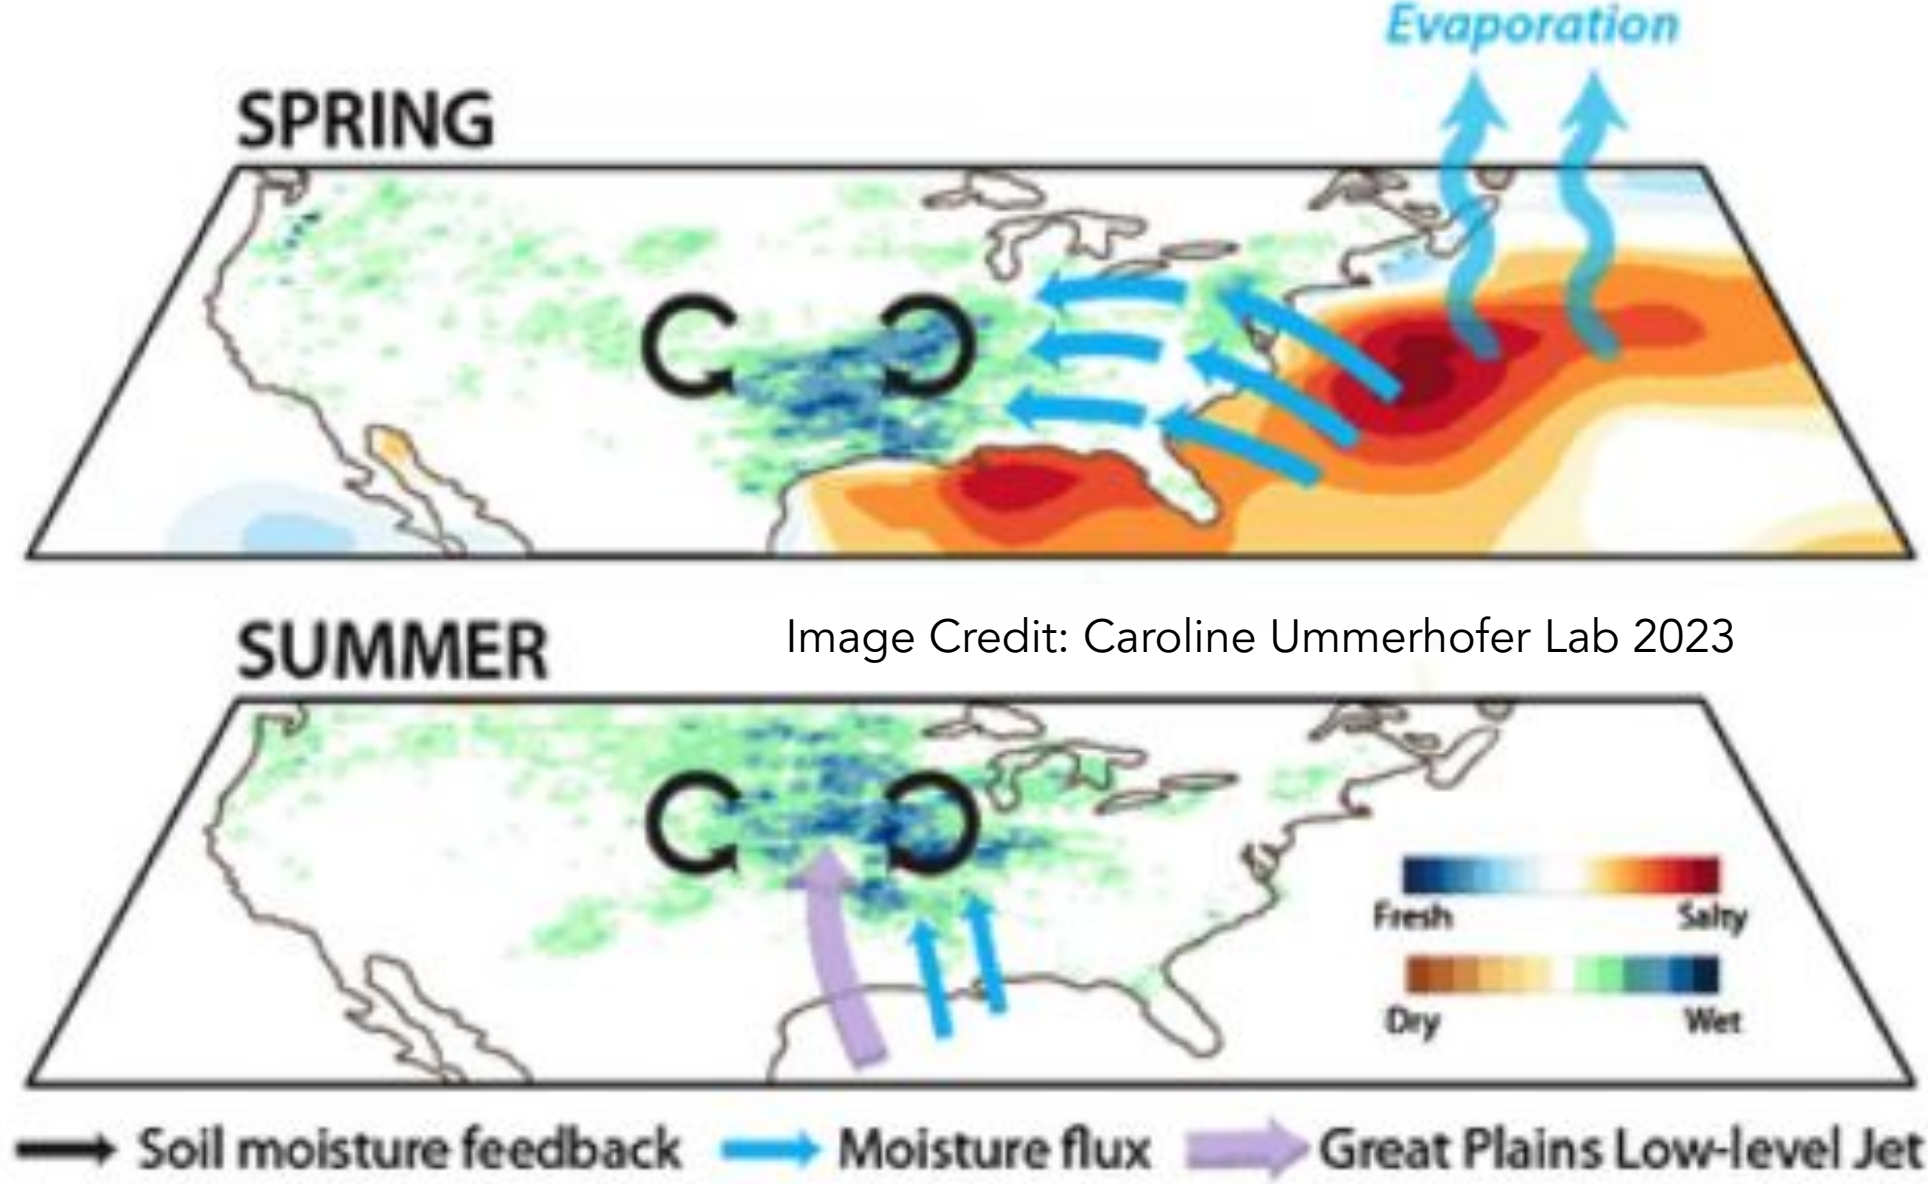 Evaporation
SPRING
SUMMER
Image Credit: Caroline Ummerhofer Lab 2023
Fresh Salty
Dry Wet
Soil moisture feedback Moisture flux Great Plains Low-level Jet